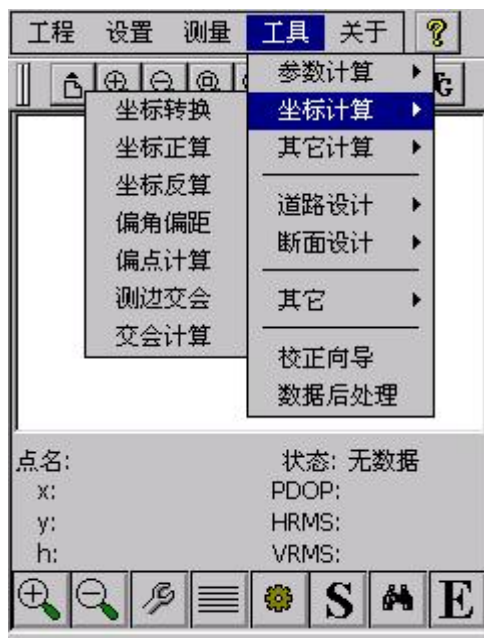 工程 设置 测量 工具 关于
参数计算
坐标计算
其它计算
道路设计
断面设计
其它
校正向导
数据后处理
坐标转换
坐标正算
坐标反算
偏角偏距
偏点计算
测边交会
交会计算
点名: 状态: 无数据
x: PDOP:
y: HRMS:
h: VRMS:
S E